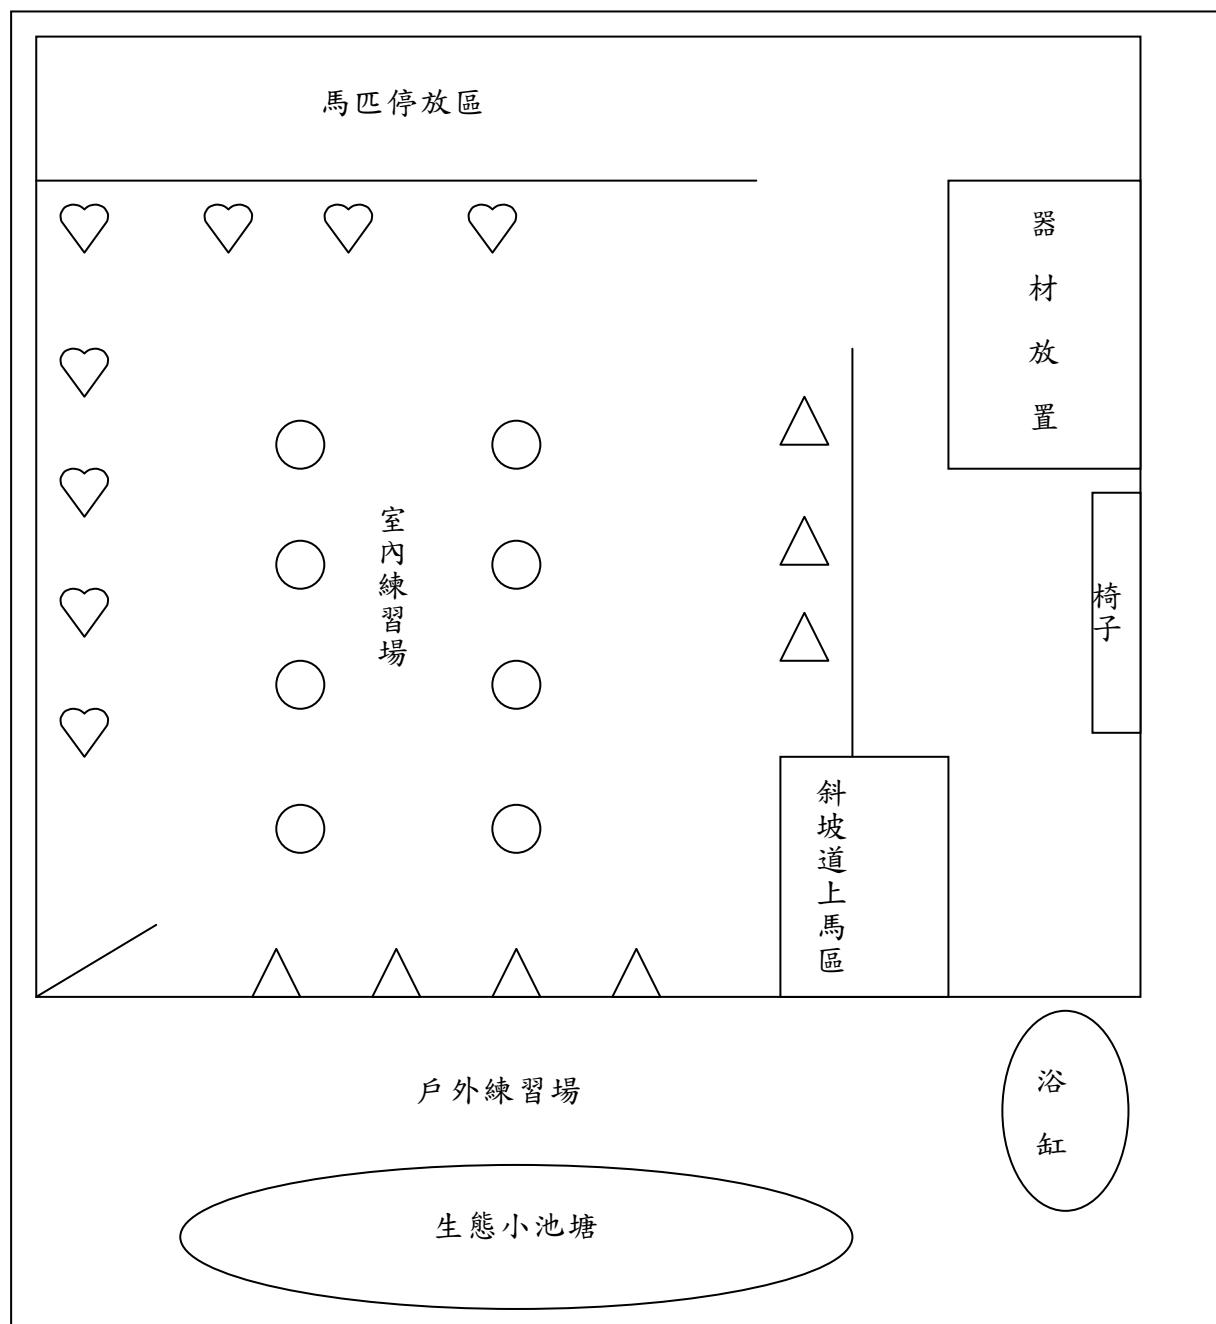 馬匹停放區
器材放置
室內練習場
椅子
斜坡道上馬區
戶外練習場
浴缸
生態小池塘